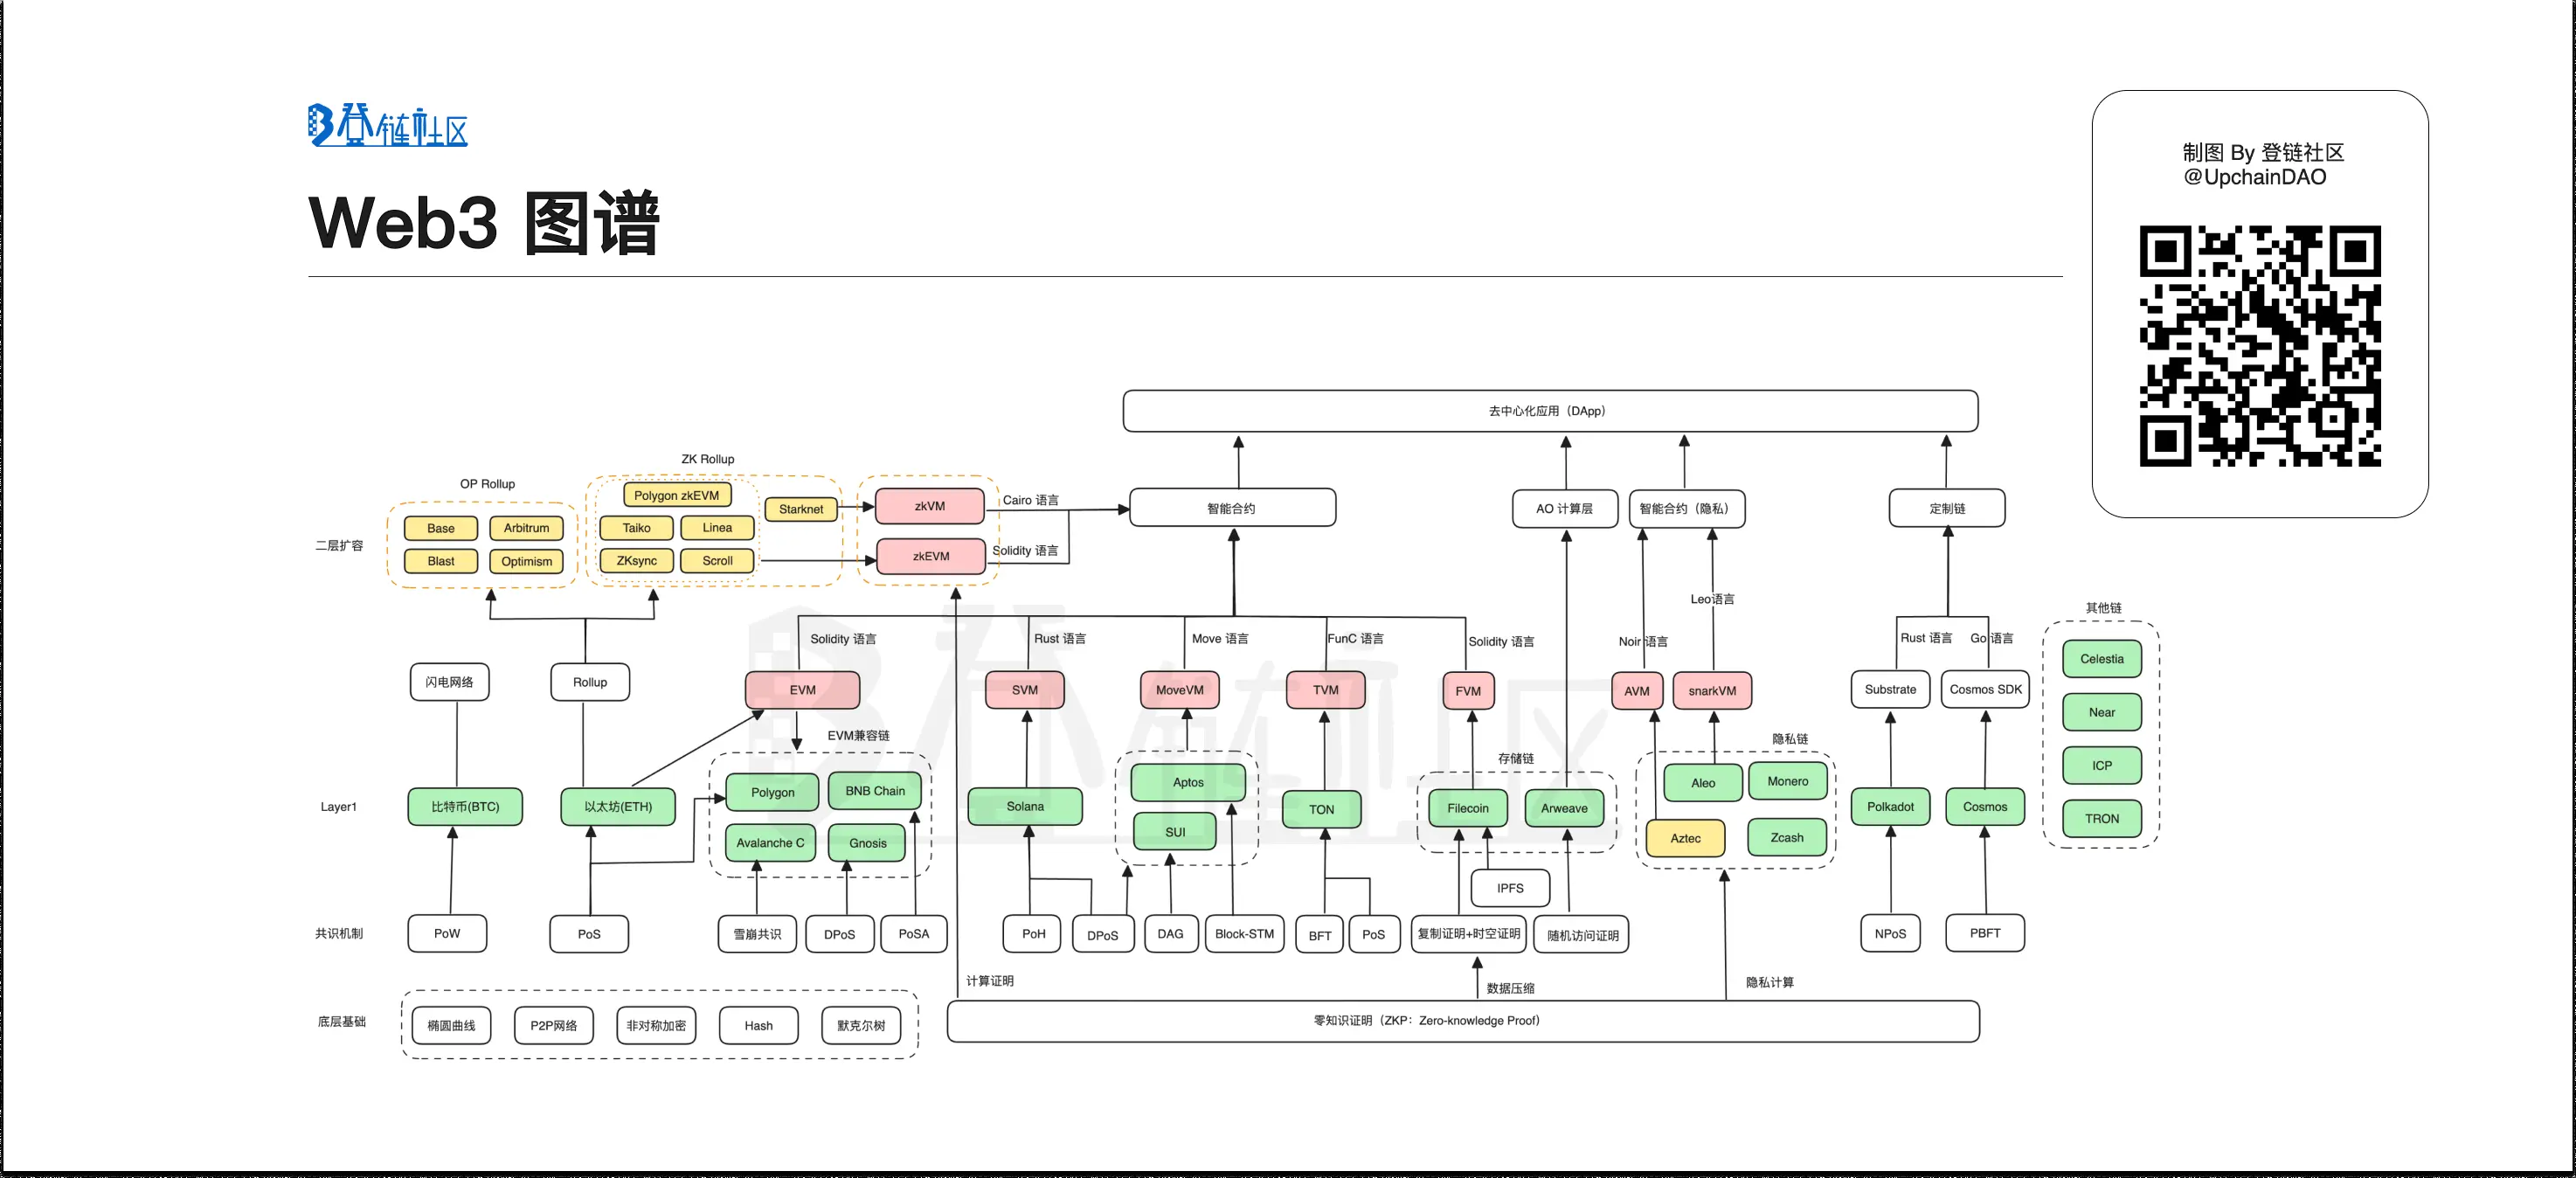 登链社区
Web3 图谱
制图 By 登链社区
@UpchainDAO
去中心化应用（DApp）
ZK Rollup
OP Rollup
Polygon zkEVM
Starknet
zkVM
Cairo 语言
智能合约
AO 计算层
智能合约（隐私）
定制链
二层扩容
Base
Arbitrum
Taiko
Linea
Blast
Optimism
ZKsync
Scroll
zkEVM
Solidity 语言
Leo语言
其他链
Solidity 语言
Rust 语言
Move 语言
FunC 语言
Solidity 语言
Noir 语言
Rust 语言
Go 语言
Celestia
闪电网络
Rollup
EVM
SVM
MoveVM
TVM
FVM
AVM
snarkVM
Substrate
Cosmos SDK
Near
EVM兼容链
存储链
隐私链
ICP
Layer1
比特币(BTC)
以太坊(ETH)
Polygon
BNB Chain
Avalanche C
Gnosis
Solana
Aptos
SUI
TON
Filecoin
Arweave
Aleo
Monero
Aztec
Zcash
Polkadot
Cosmos
TRON
IPFS
共识机制
PoW
PoS
雪崩共识
DPoS
PoSA
PoH
DPoS
DAG
Block-STM
BFT
PoS
复制证明+时空证明
随机访问证明
NPoS
PBFT
计算证明
数据压缩
隐私计算
底层基础
椭圆曲线
P2P网络
非对称加密
Hash
默克尔树
零知识证明（ZKP：Zero-knowledge Proof）
登链社区